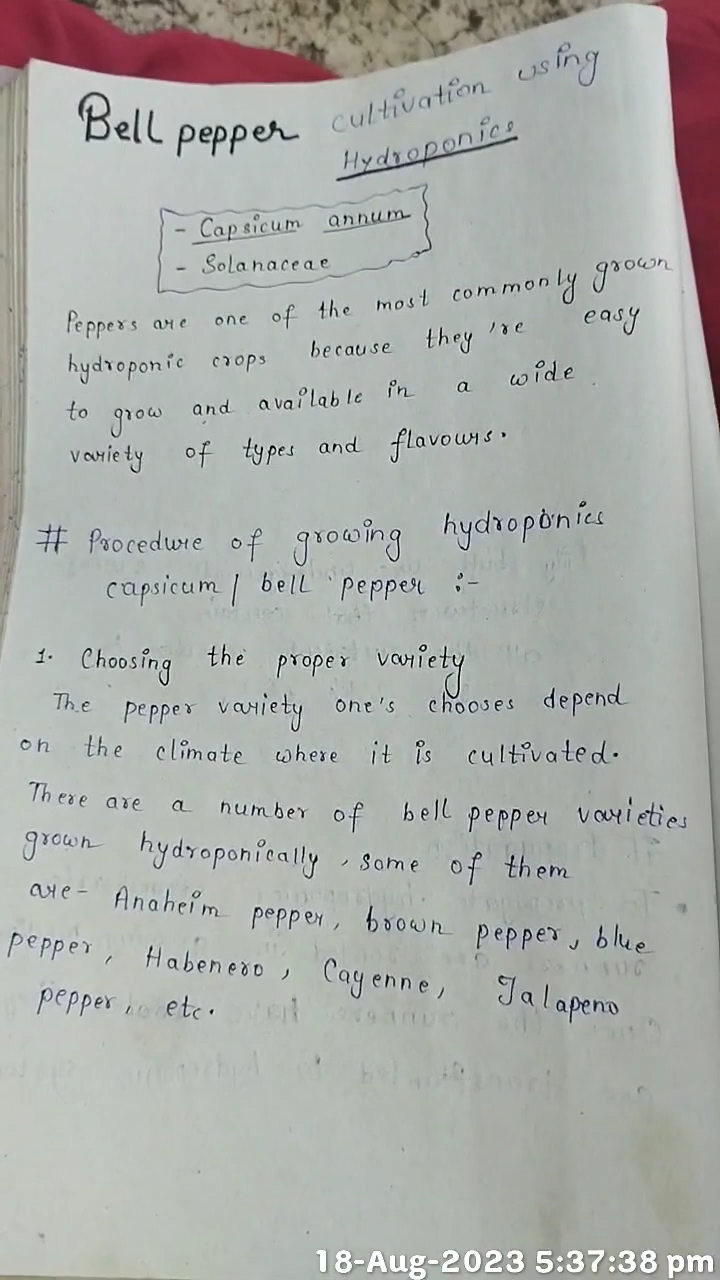 Bell pepper cultivation using
Hydroponics
- Capsicum annum
- Solanaceae
Peppers are one of the most commonly grown
hydroponic crops because they're easy
to grow and available in a wide
variety of types and flavours.
# Procedure of growing hydroponics
capsicum / bell pepper :-
1. Choosing the proper variety
The pepper variety one's chooses depend
on the climate where it is cultivated.
There are a number of bell pepper varieties
grown hydroponically, some of them
are - Anaheim pepper, brown pepper, blue
pepper, Habenero, Cayenne, Jalapeno
pepper, etc.
18-Aug-2023 5:37:38 pm